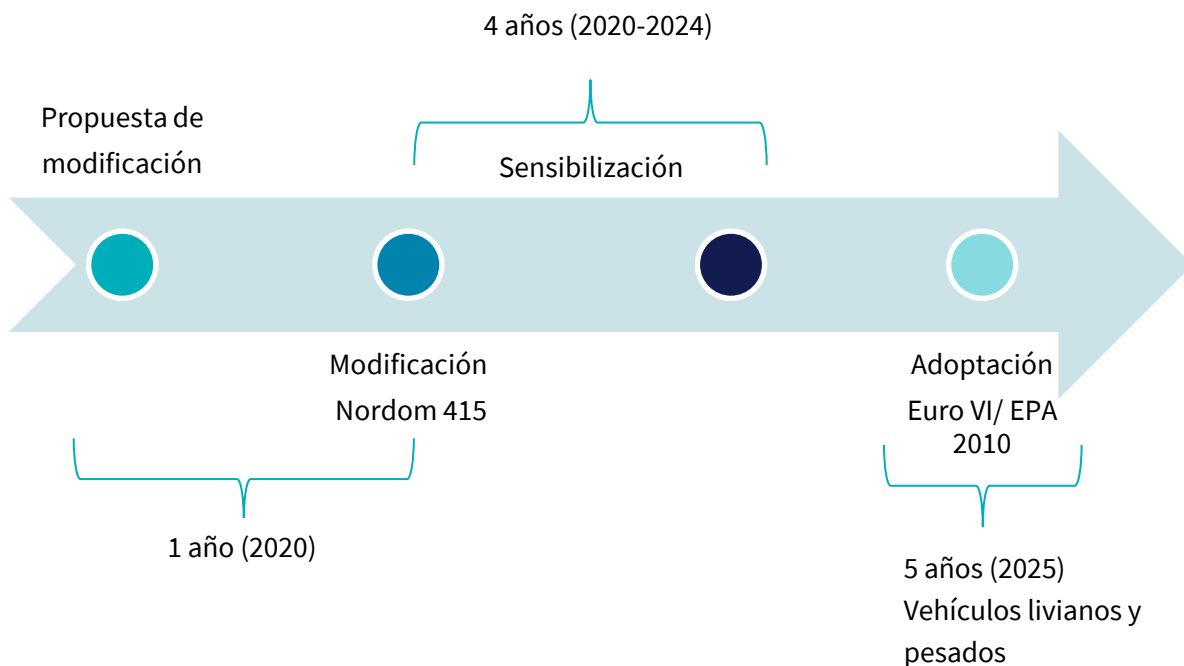 4 años (2020-2024)
Propuesta de
modificación
Sensibilización
Modificación
Nordom 415
Adoptación
Euro VI/ EPA
2010
1 año (2020)
5 años (2025)
Vehículos livianos y
pesados